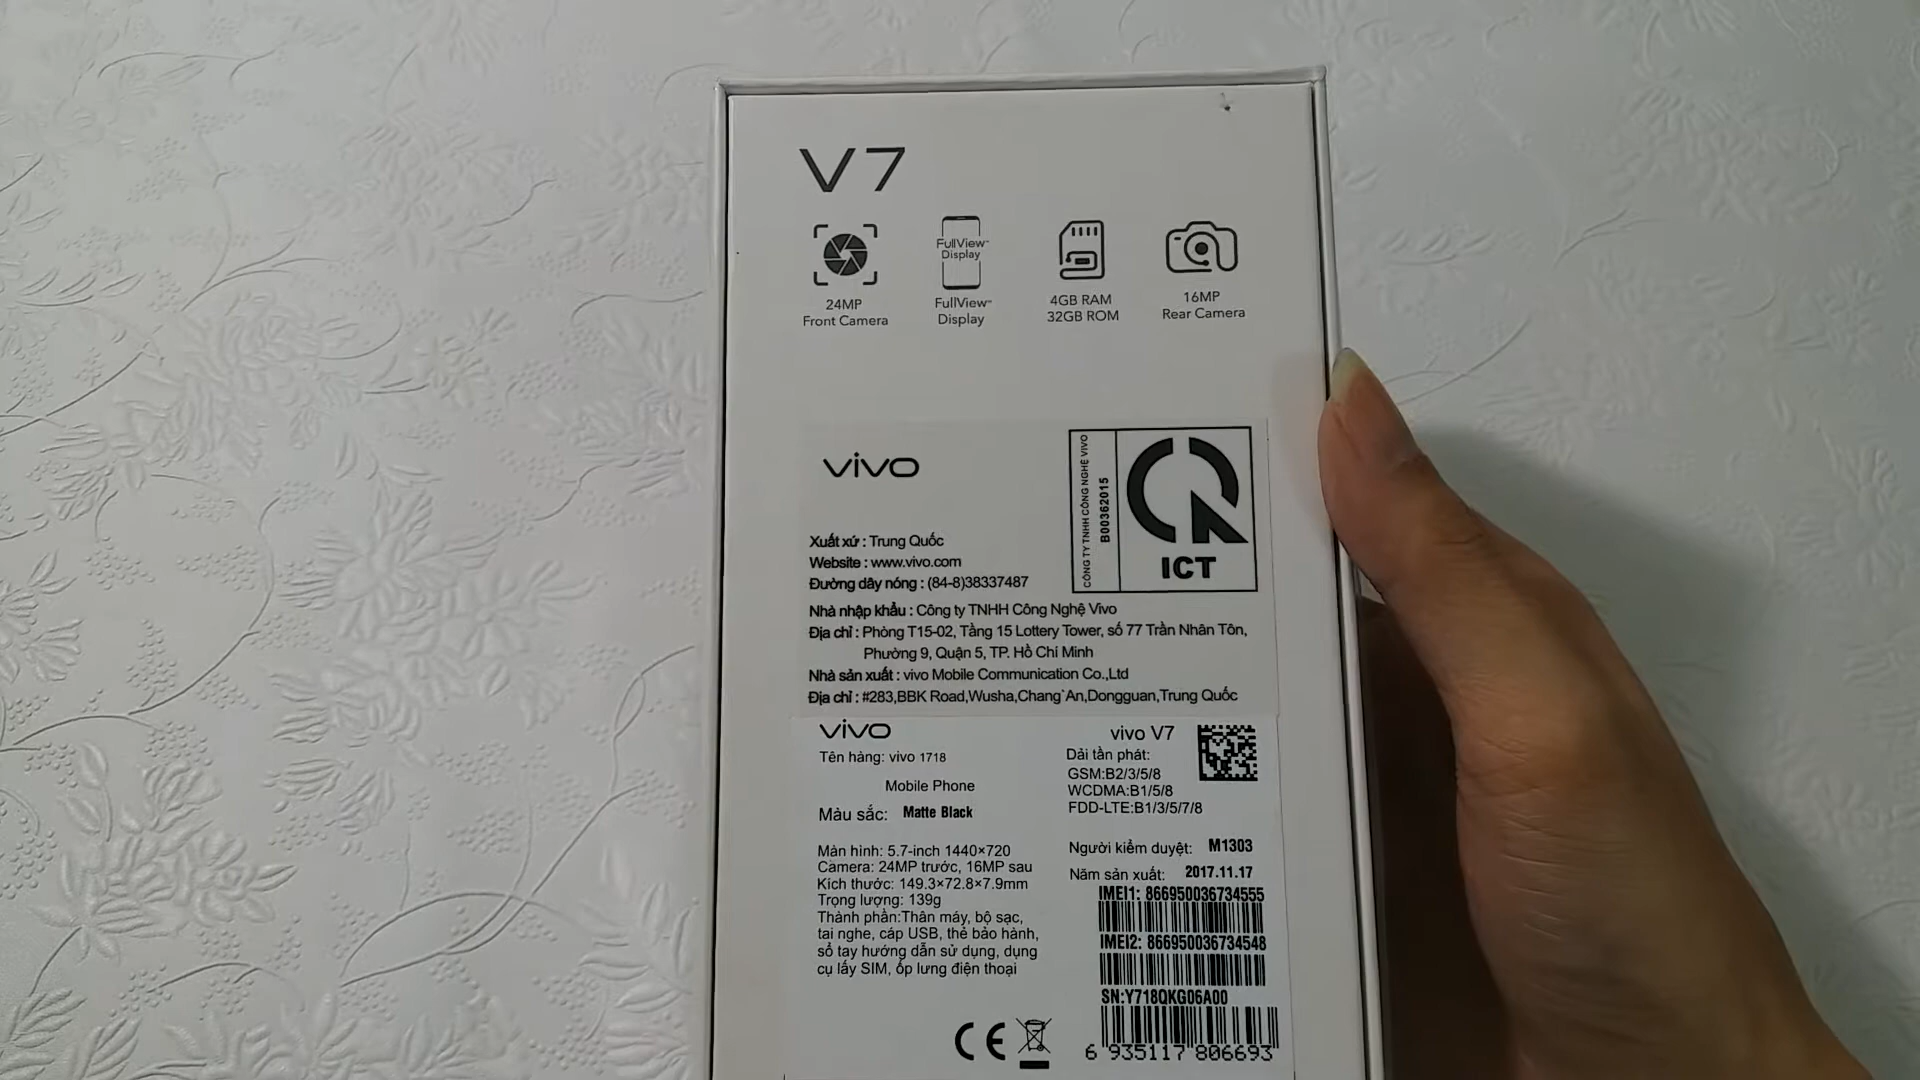 V7
24MP
Front Camera
FullView™
Display
FullView™
Display
4GB RAM
32GB ROM
16MP
Rear Camera
vivo
CÔNG TY TNHH CÔNG NGHỆ VIVO
B00362015
ICT
Xuất xứ : Trung Quốc
Website : www.vivo.com
Đường dây nóng : (84-8)38337487
Nhà nhập khẩu : Công ty TNHH Công Nghệ Vivo
Địa chỉ : Phòng T15-02, Tầng 15 Lottery Tower, số 77 Trần Nhân Tôn,
Phường 9, Quận 5, TP. Hồ Chí Minh
Nhà sản xuất : vivo Mobile Communication Co.,Ltd
Địa chỉ : #283,BBK Road,Wusha,Chang`An,Dongguan,Trung Quốc
vivo
Tên hàng: vivo 1718
Mobile Phone
Màu sắc: Matte Black
Màn hình: 5.7-inch 1440×720
Camera: 24MP trước, 16MP sau
Kích thước: 149.3×72.8×7.9mm
Trọng lượng: 139g
Thành phần:Thân máy, bộ sạc,
tai nghe, cáp USB, thẻ bảo hành,
sổ tay hướng dẫn sử dụng, dụng
cụ lấy SIM, ốp lưng điện thoại
vivo V7
Dải tần phát:
GSM:B2/3/5/8
WCDMA:B1/5/8
FDD-LTE:B1/3/5/7/8
Người kiểm duyệt: M1303
Năm sản xuất: 2017.11.17
IMEI1: 866950036734555
IMEI2: 866950036734548
SN:Y718QKG06A00
6 935117 806693
CE